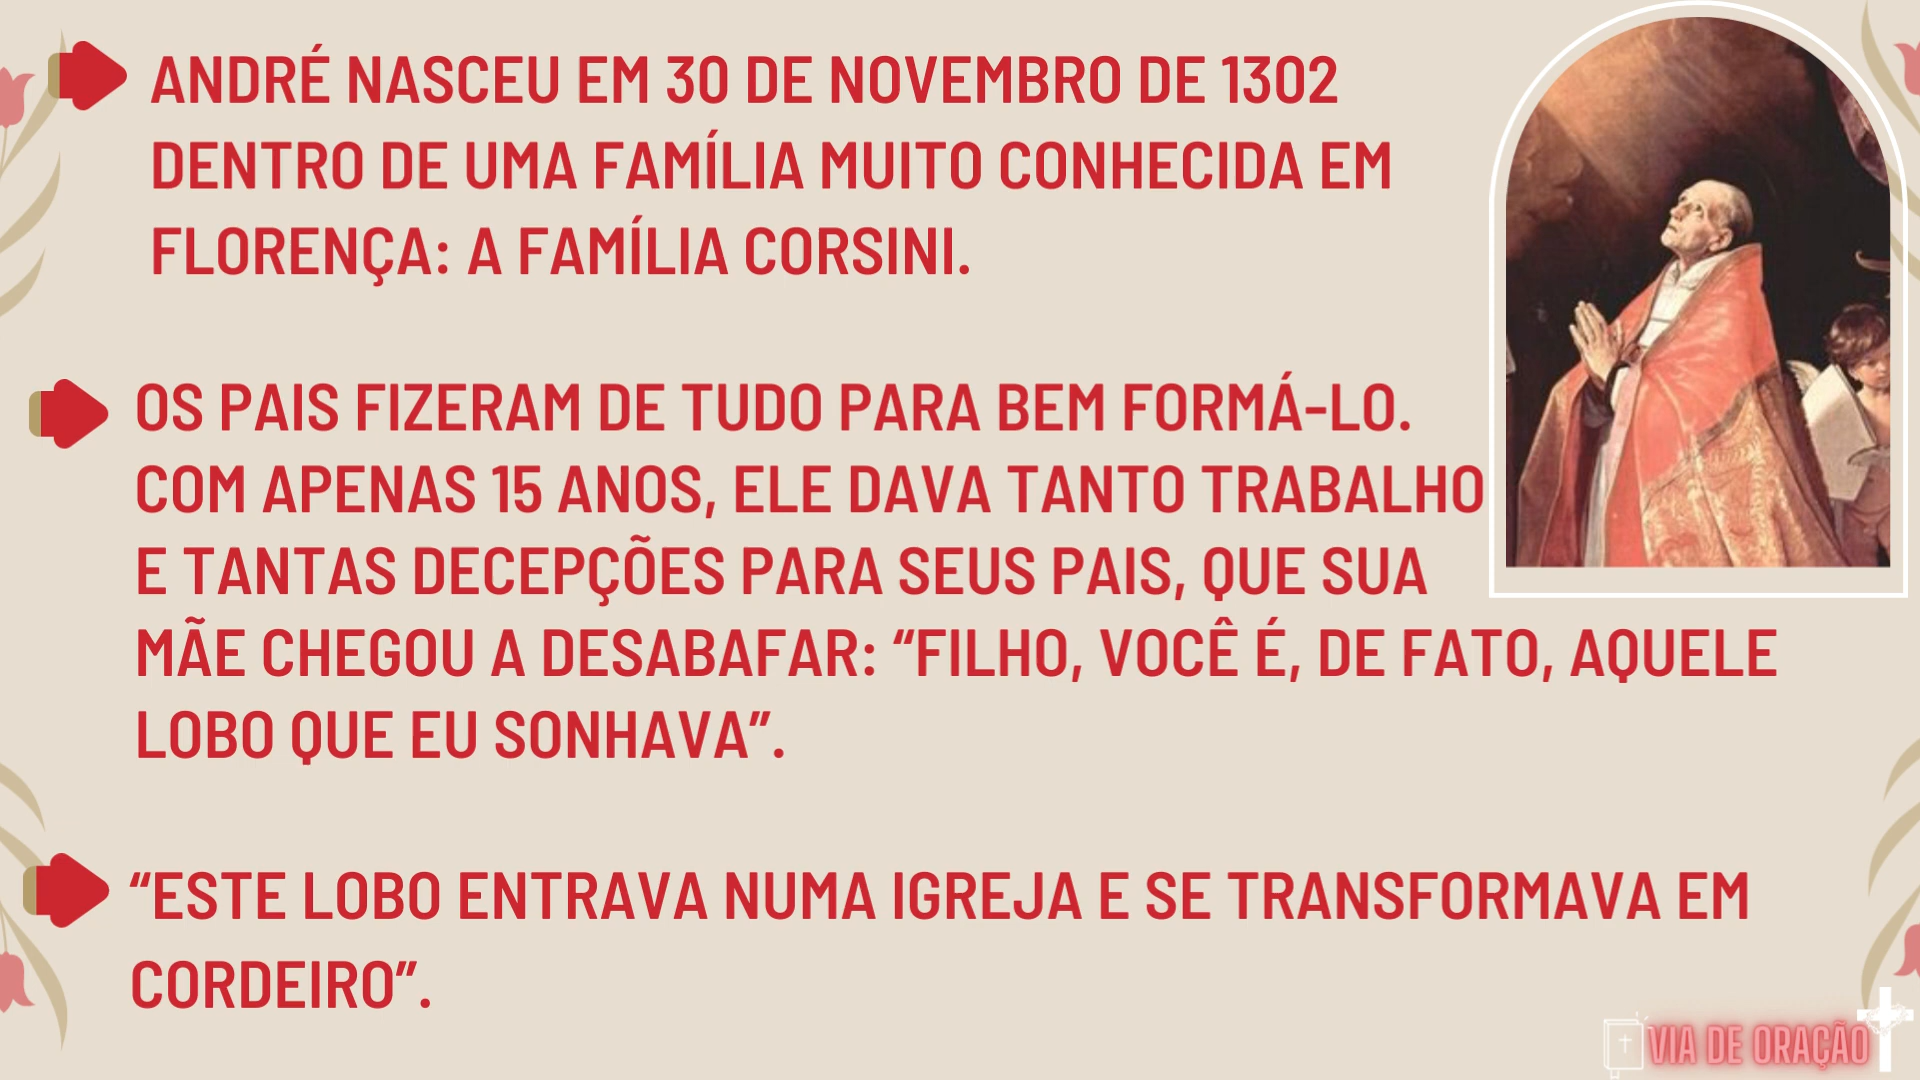 ANDRÉ NASCEU EM 30 DE NOVEMBRO DE 1302
DENTRO DE UMA FAMÍLIA MUITO CONHECIDA EM
FLORENÇA: A FAMÍLIA CORSINI.
OS PAIS FIZERAM DE TUDO PARA BEM FORMÁ-LO.
COM APENAS 15 ANOS, ELE DAVA TANTO TRABALHO
E TANTAS DECEPÇÕES PARA SEUS PAIS, QUE SUA
MÃE CHEGOU A DESABAFAR: “FILHO, VOCÊ É, DE FATO, AQUELE
LOBO QUE EU SONHAVA”.
“ESTE LOBO ENTRAVA NUMA IGREJA E SE TRANSFORMAVA EM
CORDEIRO”.
VIA DE ORAÇÃO